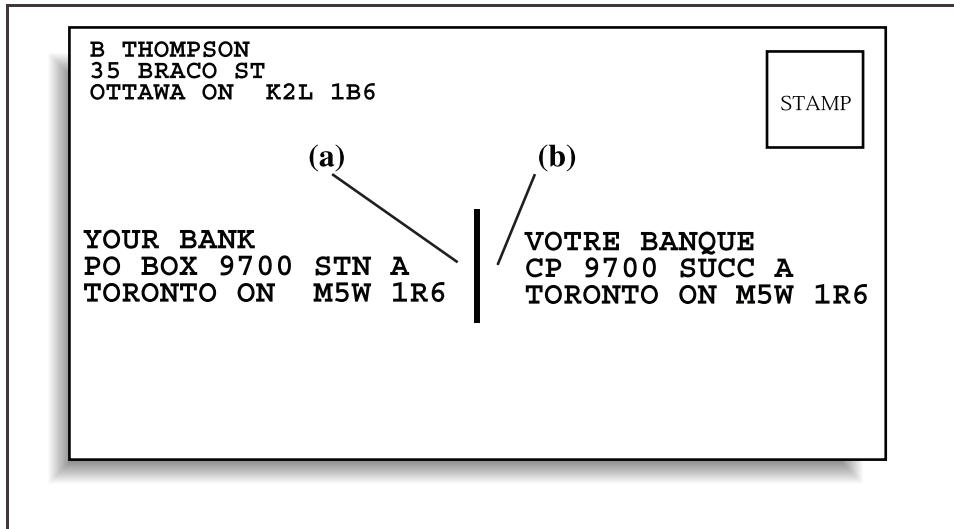 B THOMPSON
35 BRACO ST
OTTAWA ON  K2L 1B6
STAMP
(a)
(b)
YOUR BANK
PO BOX 9700 STN A
TORONTO ON  M5W 1R6
VOTRE BANQUE
CP 9700 SUCC A
TORONTO ON M5W 1R6